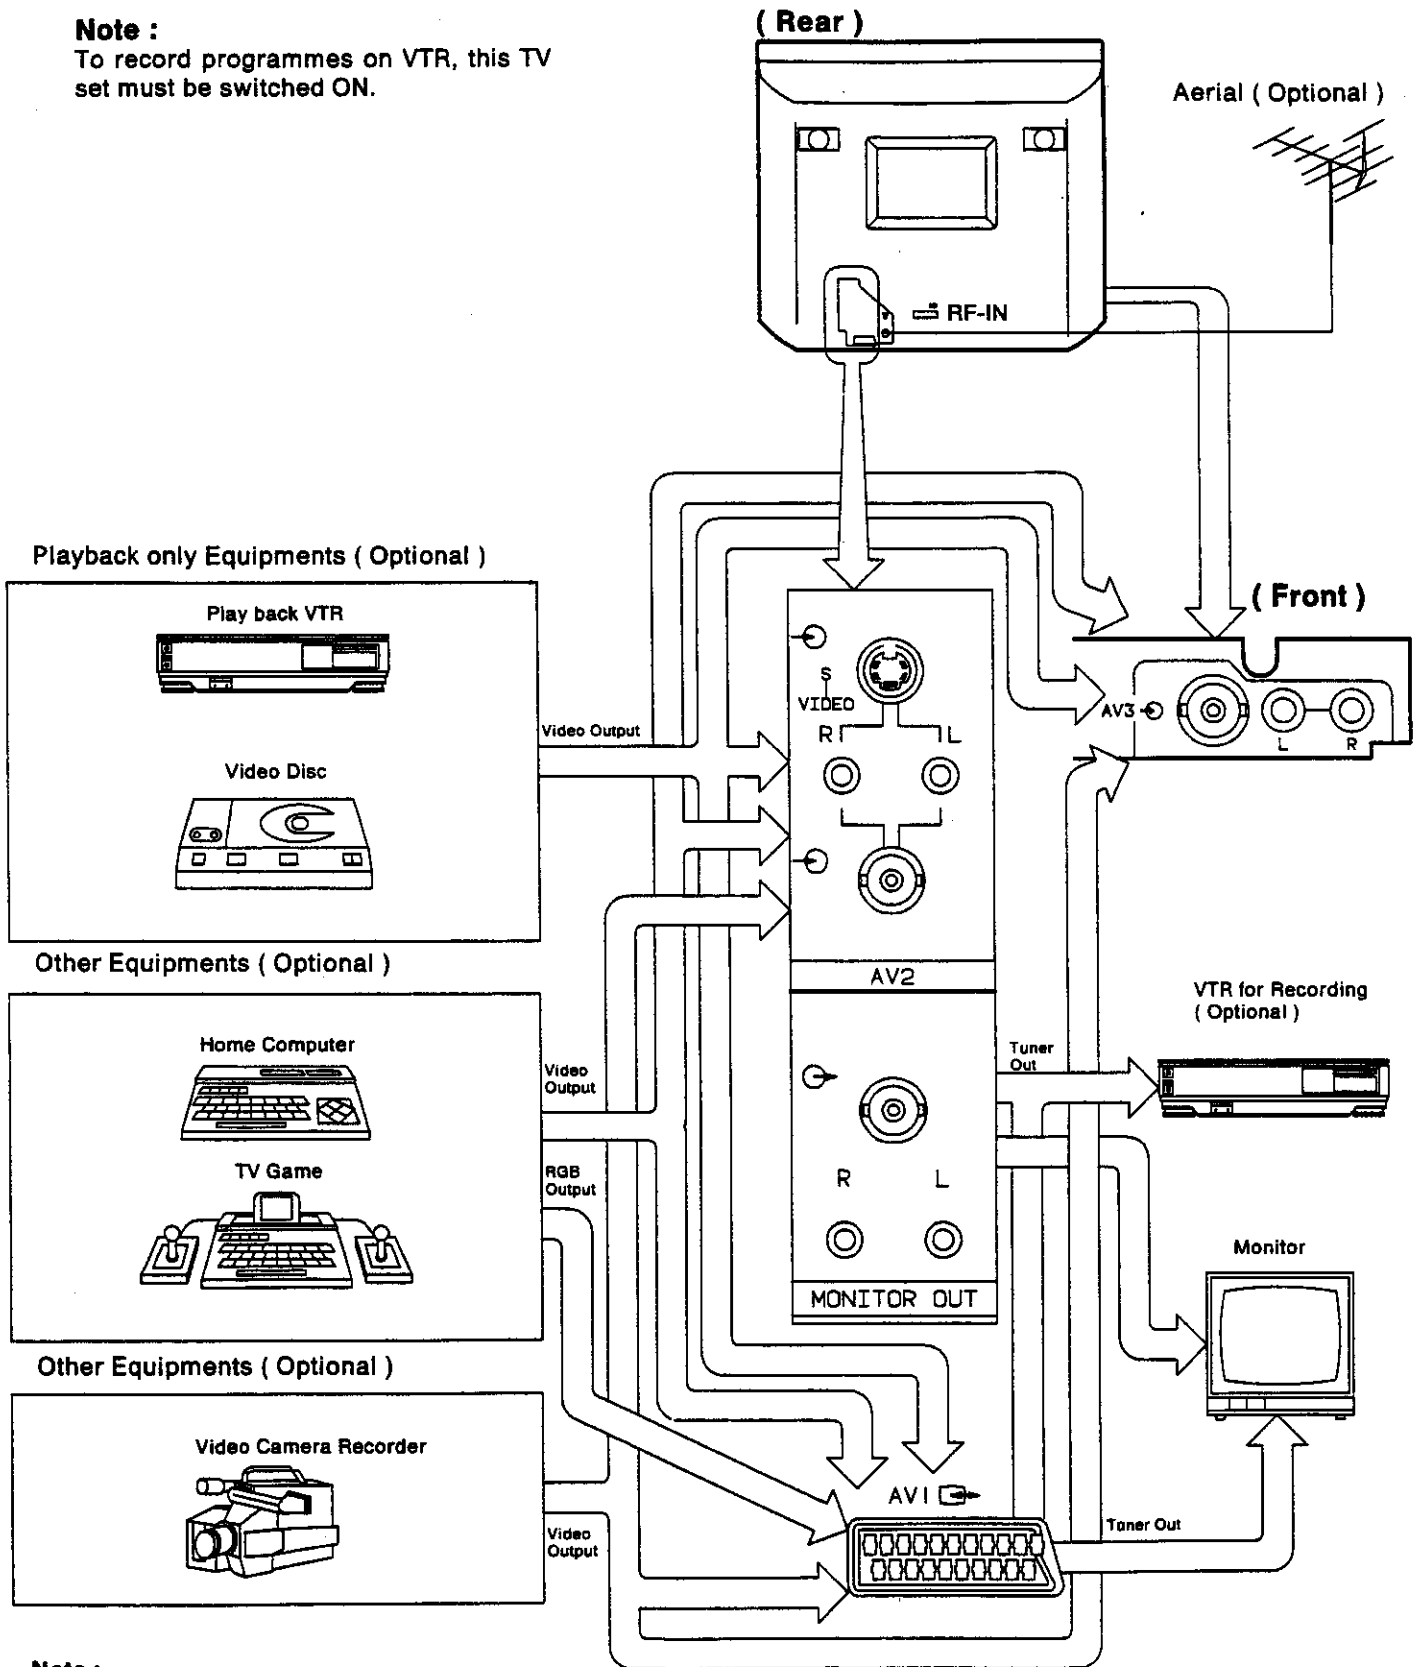 Note :
To record programmes on VTR, this TV
set must be switched ON.
( Rear )
Aerial ( Optional )
RF-IN
Playback only Equipments ( Optional )
Play back VTR
Video Output
Video Disc
( Front )
AV3
L
R
S
VIDEO
R
L
AV2
Other Equipments ( Optional )
Home Computer
Video
Output
TV Game
RGB
Output
R
L
MONITOR OUT
Tuner
Out
VTR for Recording
( Optional )
Monitor
Other Equipments ( Optional )
Video Camera Recorder
Video
Output
AV1
Tuner Out
Note :